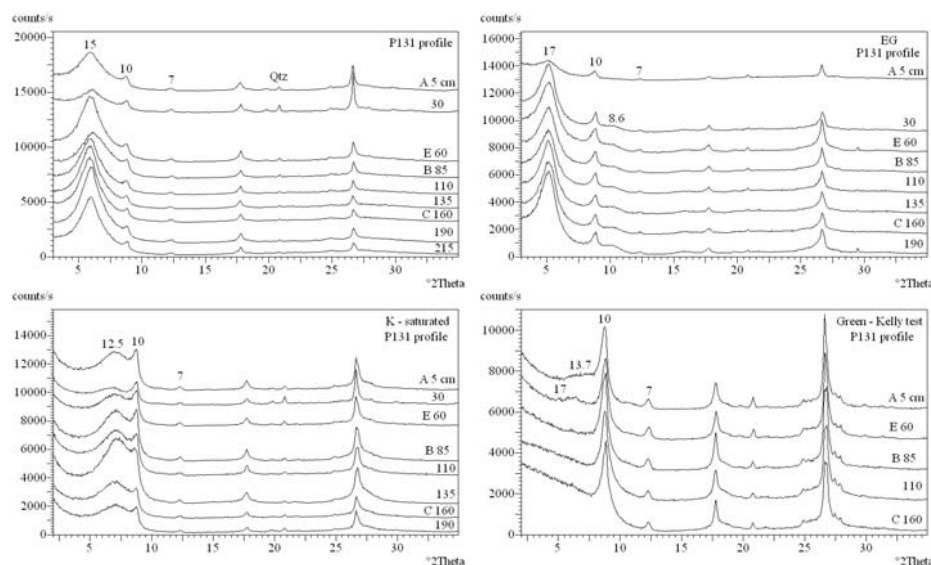 counts/s
20000
15000
10000
5000
0
15
10
7
Qtz
P131 profile
A 5 cm
30
E 60
B 85
110
135
C 160
190
215
5
10
15
20
25
30
°2Theta
counts/s
16000
14000
12000
10000
8000
6000
4000
2000
0
17
10
7
8.6
EG
P131 profile
A 5 cm
30
E 60
B 85
110
135
C 160
190
5
10
15
20
25
30
°2Theta
counts/s
14000
12000
10000
8000
6000
4000
2000
0
12.5
10
7
K - saturated
P131 profile
A 5 cm
30
E 60
B 85
110
135
C 160
190
5
10
15
20
25
30
°2Theta
counts/s
10000
8000
6000
4000
2000
0
10
13.7
17
7
Green - Kelly test
P131 profile
A 5 cm
E 60
B 85
110
C 160
5
10
15
20
25
30
°2Theta